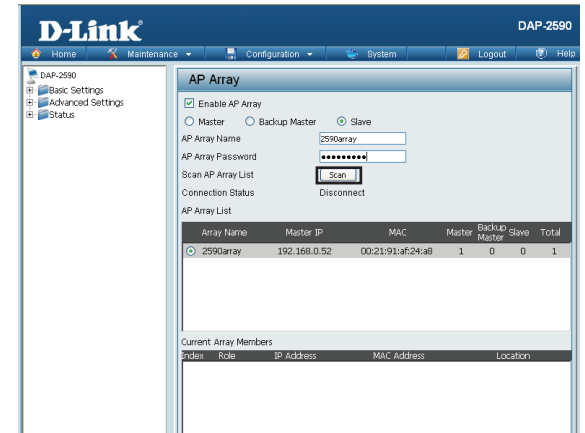 D-Link®
DAP-2590
Home Maintenance Configuration System Logout Help
DAP-2590
Basic Settings
Advanced Settings
Status
AP Array
Enable AP Array
Master Backup Master Slave
AP Array Name 2590array
AP Array Password •••••••••
Scan AP Array List Scan
Connection Status Disconnect
AP Array List
Array Name Master IP MAC Master Backup Master Slave Total
2590array 192.168.0.52 00:21:91:af:24:a8 1 0 0 1
Current Array Members
Index Role IP Address MAC Address Location